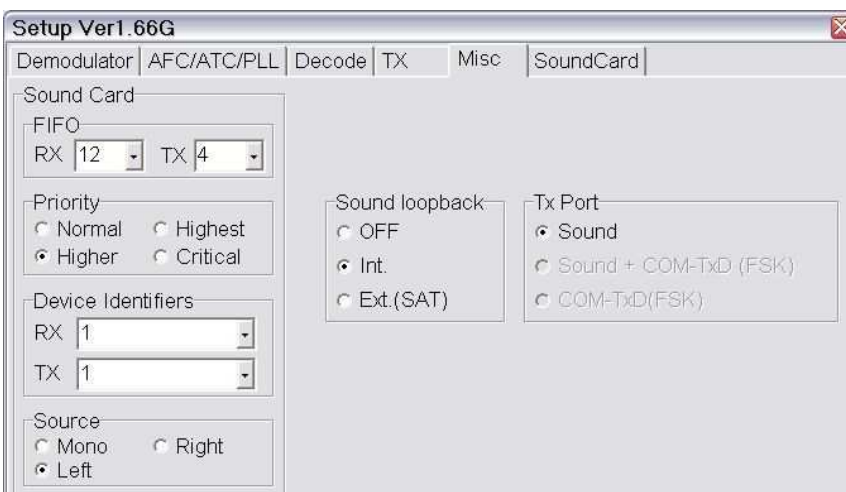 Setup Ver1.66G
Demodulator AFC/ATC/PLL Decode TX Misc SoundCard
Sound Card
FIFO
RX 12 TX 4
Priority
Normal Highest
Higher Critical
Device Identifiers
RX 1
TX 1
Source
Mono Right
Left
Sound loopback
OFF
Int.
Ext.(SAT)
Tx Port
Sound
Sound + COM-TxD (FSK)
COM-TxD(FSK)